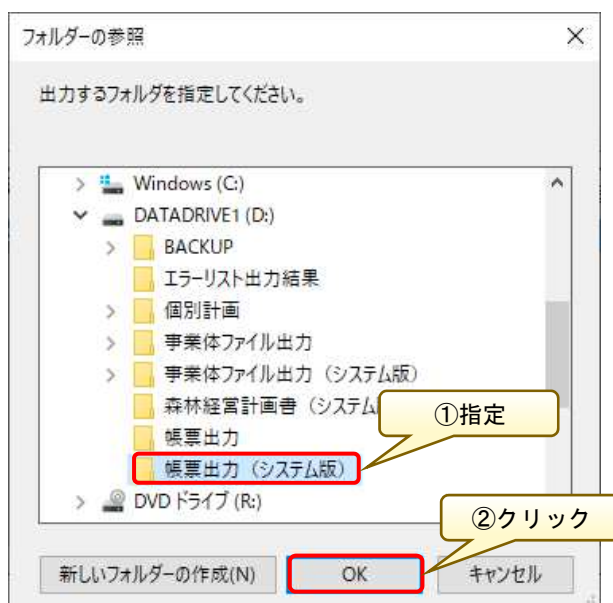 フォルダーの参照
出力するフォルダを指定してください。
Windows (C:)
DATADRIVE1 (D:)
BACKUP
エラーリスト出力結果
個別計画
事業体ファイル出力
事業体ファイル出力（システム版）
森林経営計画書（システム
①指定
帳票出力
帳票出力（システム版）
DVD ドライブ (R:)
②クリック
新しいフォルダーの作成(N)
OK
キャンセル